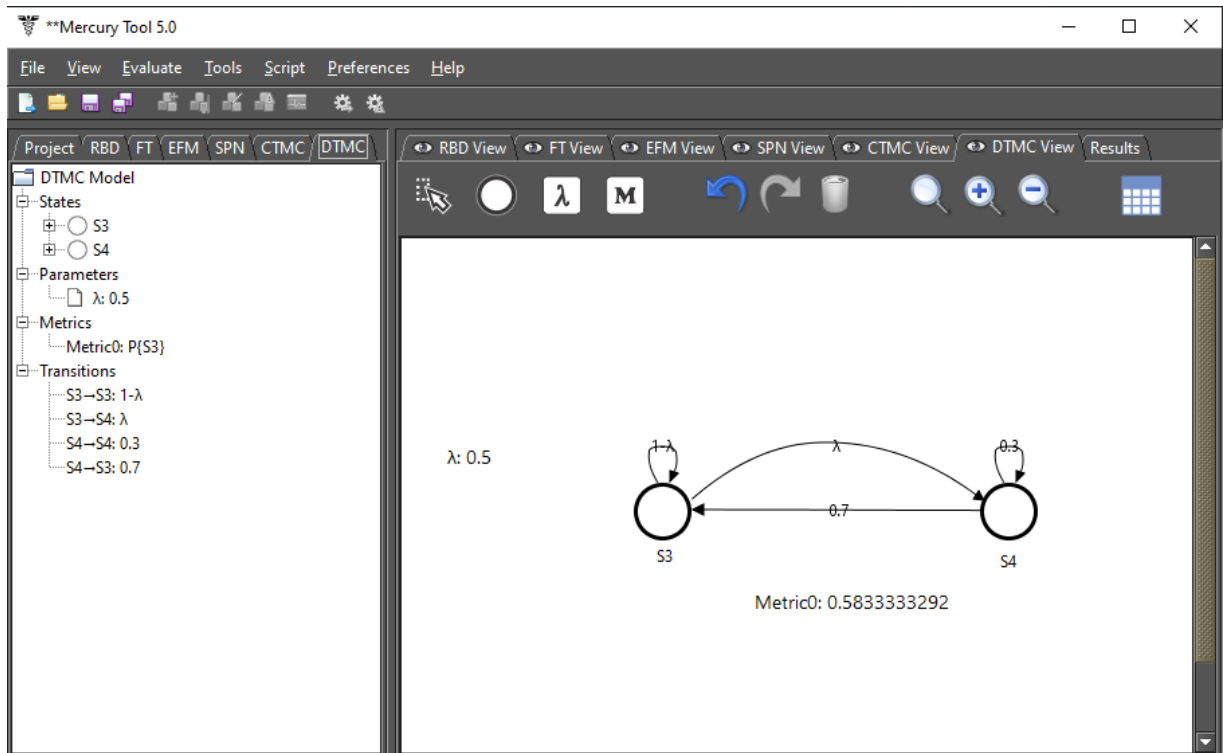 **Mercury Tool 5.0
File View Evaluate Tools Script Preferences Help
Project RBD FT EFM SPN CTMC DTMC
RBD View FT View EFM View SPN View CTMC View DTMC View Results
DTMC Model
States
S3
S4
Parameters
λ: 0.5
Metrics
Metric0: P{S3}
Transitions
S3→S3: 1-λ
S3→S4: λ
S4→S4: 0.3
S4→S3: 0.7
λ M
1-λ λ 0.3
λ: 0.5
0.7
S3 S4
Metric0: 0.5833333292